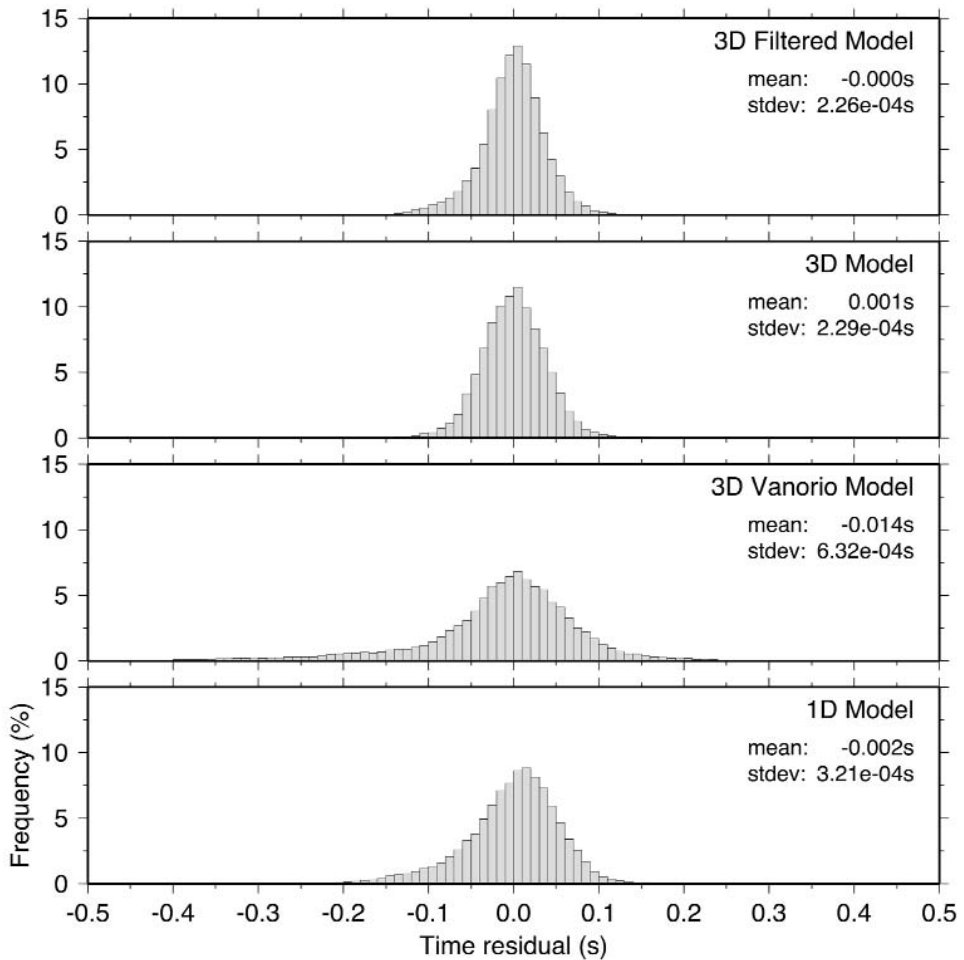 15
10
5
0
3D Filtered Model
mean: -0.000s
stdev: 2.26e-04s
15
10
5
0
3D Model
mean: 0.001s
stdev: 2.29e-04s
15
10
5
0
3D Vanorio Model
mean: -0.014s
stdev: 6.32e-04s
15
10
5
0
Frequency (%)
1D Model
mean: -0.002s
stdev: 3.21e-04s
-0.5 -0.4 -0.3 -0.2 -0.1 0.0 0.1 0.2 0.3 0.4 0.5
Time residual (s)